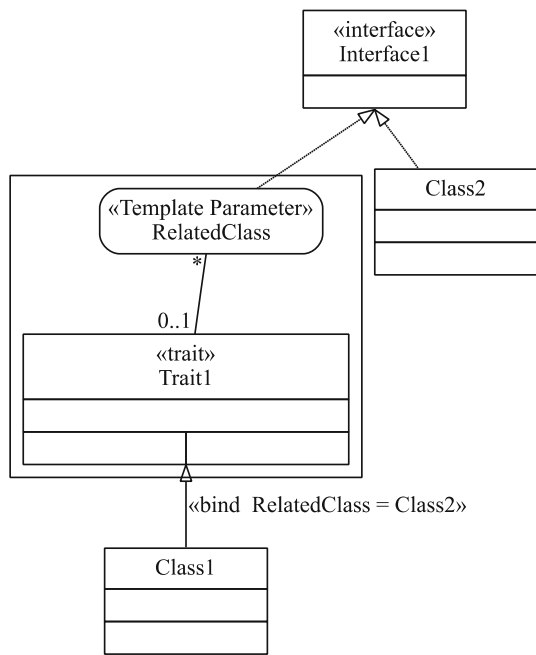 «interface»
Interface1
Class2
«Template Parameter»
RelatedClass
*
0..1
«trait»
Trait1
«bind RelatedClass = Class2»
Class1